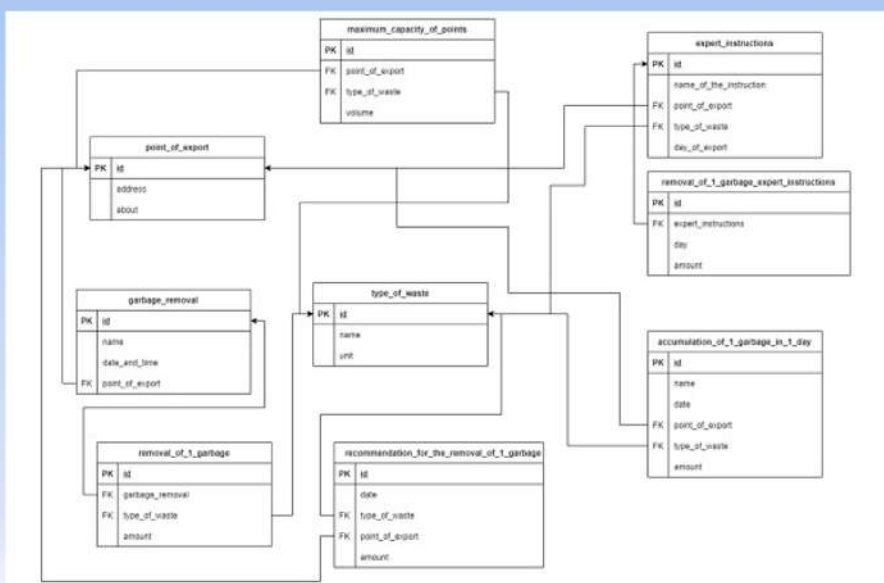 maximum_capacity_of_points
PK id
FK point_of_export
FK type_of_waste
volume
expert_instructions
PK id
name_of_the_instruction
FK point_of_export
FK type_of_waste
day_of_export
point_of_export
PK id
address
about
removal_of_1_garbage_expert_instructions
PK id
FK expert_instructions
day
amount
garbage_removal
PK id
name
date_and_time
FK point_of_export
type_of_waste
PK id
name
unit
accumulation_of_1_garbage_in_1_day
PK id
name
date
FK point_of_export
FK type_of_waste
amount
removal_of_1_garbage
PK id
FK garbage_removal
FK type_of_waste
amount
recommendation_for_the_removal_of_1_garbage
PK id
date
FK type_of_waste
FK point_of_export
amount